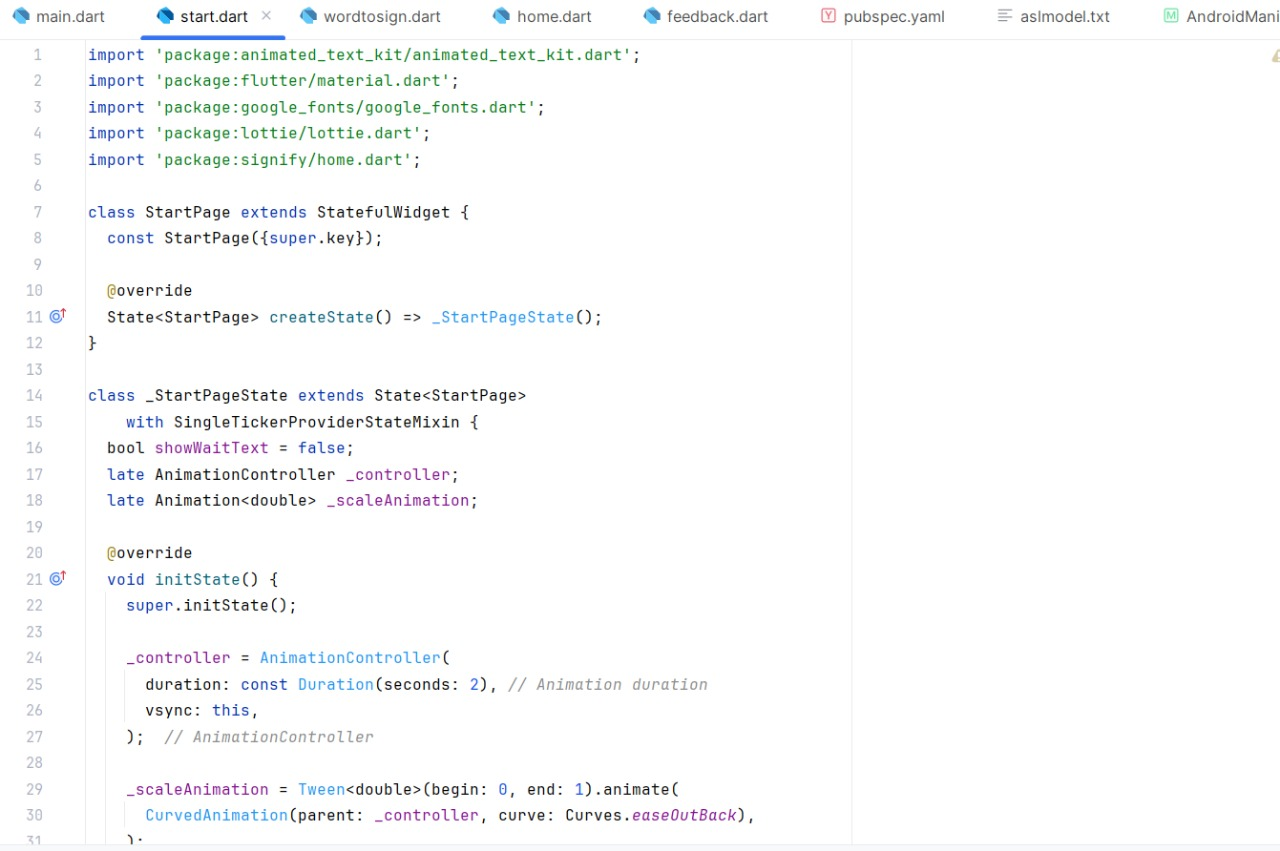 main.dart start.dart wordtosign.dart home.dart feedback.dart pubspec.yaml aslmodel.txt AndroidMani
1 import 'package:animated_text_kit/animated_text_kit.dart';
2 import 'package:flutter/material.dart';
3 import 'package:google_fonts/google_fonts.dart';
4 import 'package:lottie/lottie.dart';
5 import 'package:signify/home.dart';
6
7 class StartPage extends StatefulWidget {
8   const StartPage({super.key});
9
10   @override
11   State<StartPage> createState() => _StartPageState();
12 }
13
14 class _StartPageState extends State<StartPage>
15     with SingleTickerProviderStateMixin {
16   bool showWaitText = false;
17   late AnimationController _controller;
18   late Animation<double> _scaleAnimation;
19
20   @override
21   void initState() {
22     super.initState();
23
24     _controller = AnimationController(
25       duration: const Duration(seconds: 2), // Animation duration
26       vsync: this,
27     );  // AnimationController
28
29     _scaleAnimation = Tween<double>(begin: 0, end: 1).animate(
30       CurvedAnimation(parent: _controller, curve: Curves.easeOutBack),
31     );